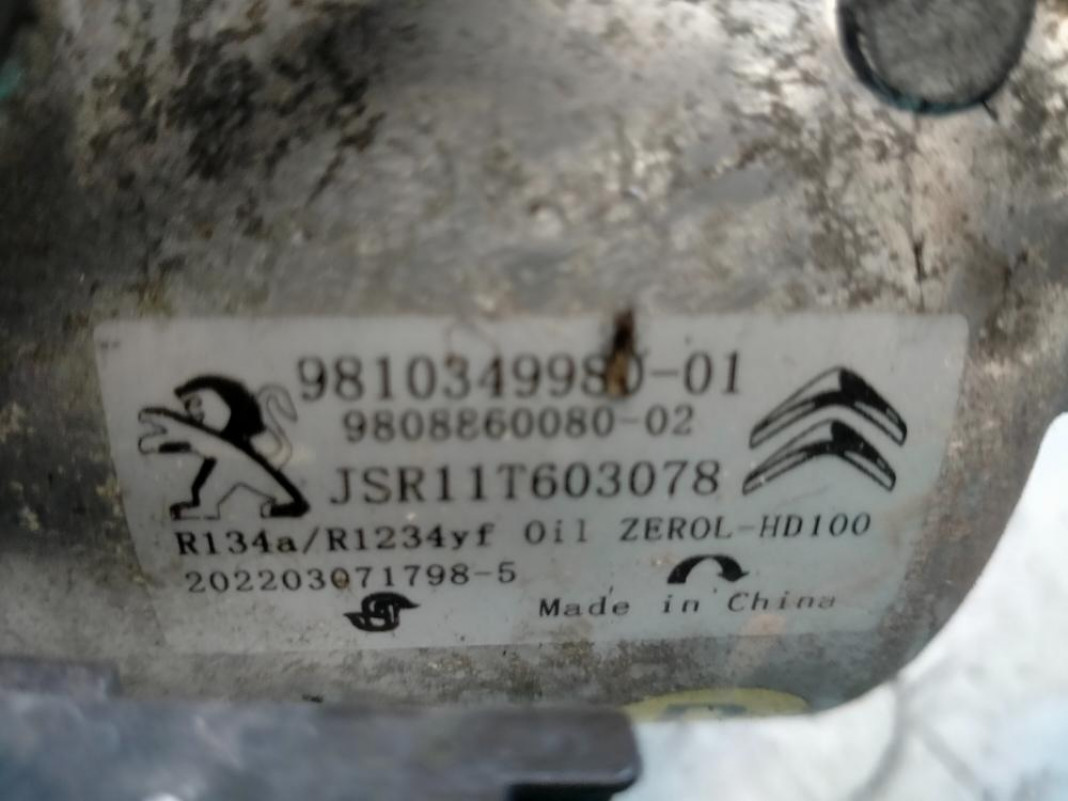 9810349980-01
9808860080-02
JSR11T603078
R134a/R1234yf Oil ZEROL-HD100
202203071798-5
Made in China